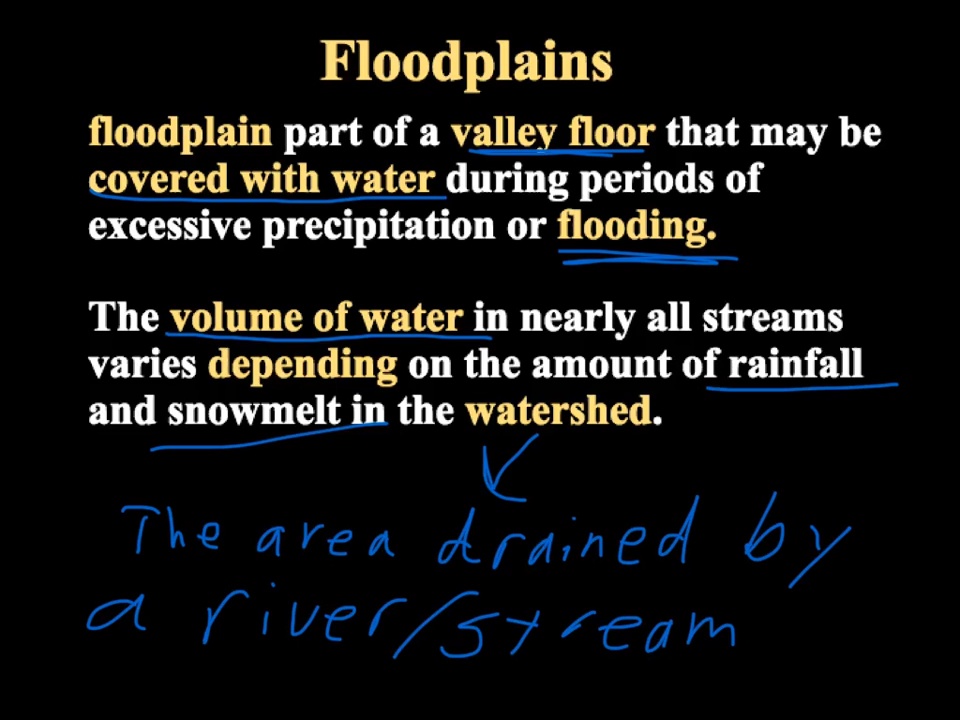 Floodplains
floodplain part of a valley floor that may be
covered with water during periods of
excessive precipitation or flooding.
The volume of water in nearly all streams
varies depending on the amount of rainfall
and snowmelt in the watershed.
The area drained by
a river/stream